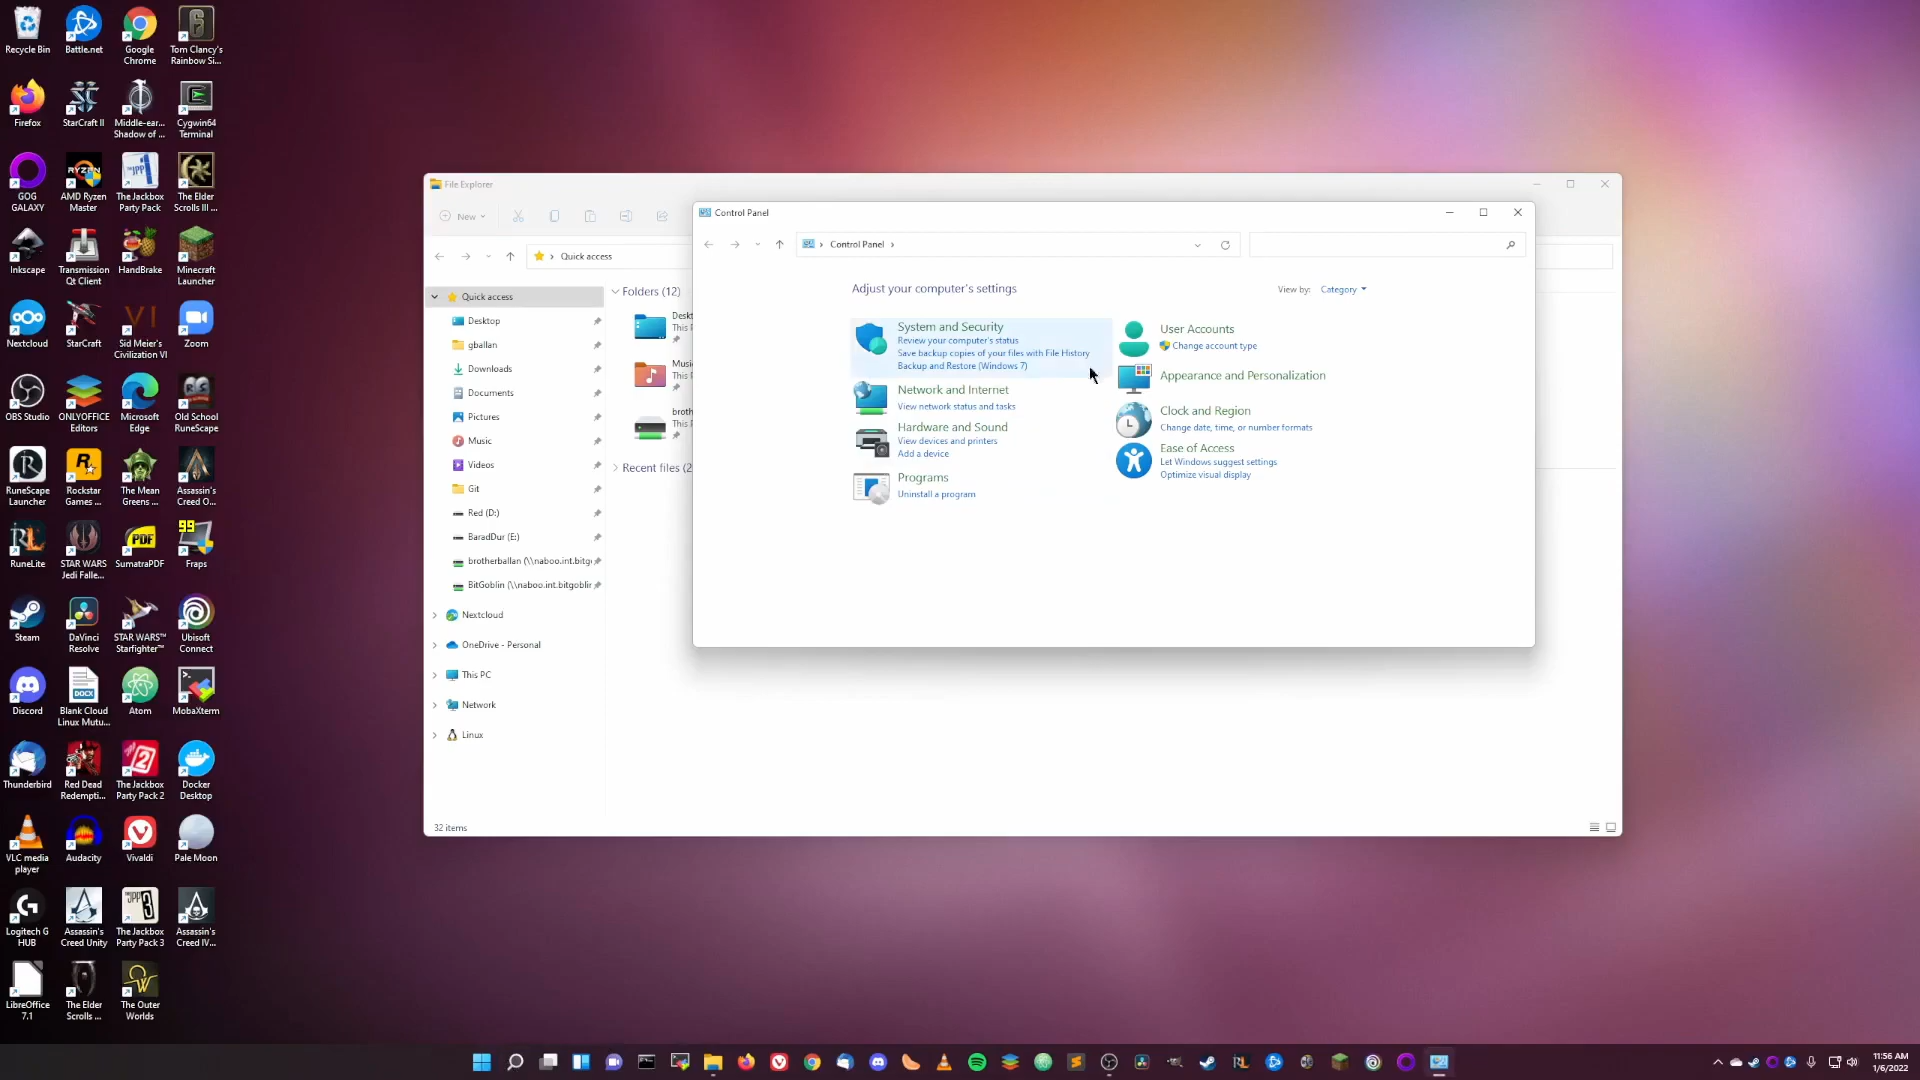 Recycle Bin
Battle.net
Google
Chrome
Tom Clancy's
Rainbow Si...
Firefox
StarCraft II
Middle-ear...
Shadow of ...
Cygwin64
Terminal
GOG
GALAXY
AMD Ryzen
Master
The Jackbox
Party Pack
The Elder
Scrolls III ...
Inkscape
Transmission
Qt Client
HandBrake
Minecraft
Launcher
Nextcloud
StarCraft
Sid Meier's
Civilization VI
Zoom
OBS Studio
ONLYOFFICE
Editors
Microsoft
Edge
Old School
RuneScape
RuneScape
Launcher
Rockstar
Games ...
The Mean
Greens ...
Assassin's
Creed O...
RuneLite
STAR WARS
Jedi Falle...
SumatraPDF
Fraps
Steam
DaVinci
Resolve
STAR WARS™
Starfighter™
Ubisoft
Connect
Discord
Blank Cloud
Linux Mutu...
Atom
MobaXterm
Thunderbird
Red Dead
Redempti...
The Jackbox
Party Pack 2
Docker
Desktop
VLC media
player
Audacity
Vivaldi
Pale Moon
Logitech G
HUB
Assassin's
Creed Unity
The Jackbox
Party Pack 3
Assassin's
Creed IV...
LibreOffice
7.1
The Elder
Scrolls ...
The Outer
Worlds
File Explorer
New
Quick access
Quick access
Desktop
gballan
Downloads
Documents
Pictures
Music
Videos
Git
Red (D:)
BaradDur (E:)
brotherballan (\\naboo.int.bitg
BitGoblin (\\naboo.int.bitgoblin
Nextcloud
OneDrive - Personal
This PC
Network
Linux
Folders (12)
Deskt
This P
Music
This P
broth
This P
Recent files (2
32 items
Control Panel
Control Panel
Adjust your computer's settings
View by: Category
System and Security
Review your computer's status
Save backup copies of your files with File History
Backup and Restore (Windows 7)
Network and Internet
View network status and tasks
Hardware and Sound
View devices and printers
Add a device
Programs
Uninstall a program
User Accounts
Change account type
Appearance and Personalization
Clock and Region
Change date, time, or number formats
Ease of Access
Let Windows suggest settings
Optimize visual display
11:56 AM
1/6/2022